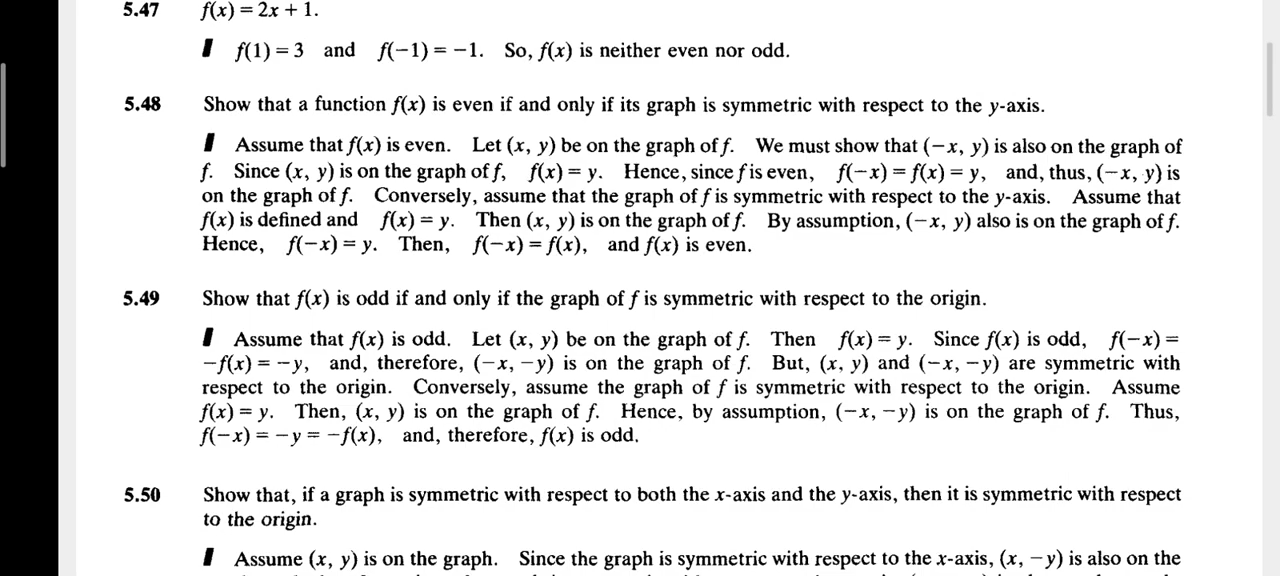 5.47 f(x) = 2x + 1.
f(1) = 3 and f(−1) = −1. So, f(x) is neither even nor odd.
5.48 Show that a function f(x) is even if and only if its graph is symmetric with respect to the y-axis.
Assume that f(x) is even. Let (x, y) be on the graph of f. We must show that (−x, y) is also on the graph of
f. Since (x, y) is on the graph of f, f(x) = y. Hence, since f is even, f(−x) = f(x) = y, and, thus, (−x, y) is
on the graph of f. Conversely, assume that the graph of f is symmetric with respect to the y-axis. Assume that
f(x) is defined and f(x) = y. Then (x, y) is on the graph of f. By assumption, (−x, y) also is on the graph of f.
Hence, f(−x) = y. Then, f(−x) = f(x), and f(x) is even.
5.49 Show that f(x) is odd if and only if the graph of f is symmetric with respect to the origin.
Assume that f(x) is odd. Let (x, y) be on the graph of f. Then f(x) = y. Since f(x) is odd, f(−x) =
−f(x) = −y, and, therefore, (−x, −y) is on the graph of f. But, (x, y) and (−x, −y) are symmetric with
respect to the origin. Conversely, assume the graph of f is symmetric with respect to the origin. Assume
f(x) = y. Then, (x, y) is on the graph of f. Hence, by assumption, (−x, −y) is on the graph of f. Thus,
f(−x) = −y = −f(x), and, therefore, f(x) is odd.
5.50 Show that, if a graph is symmetric with respect to both the x-axis and the y-axis, then it is symmetric with respect
to the origin.
Assume (x, y) is on the graph. Since the graph is symmetric with respect to the x-axis, (x, −y) is also on the